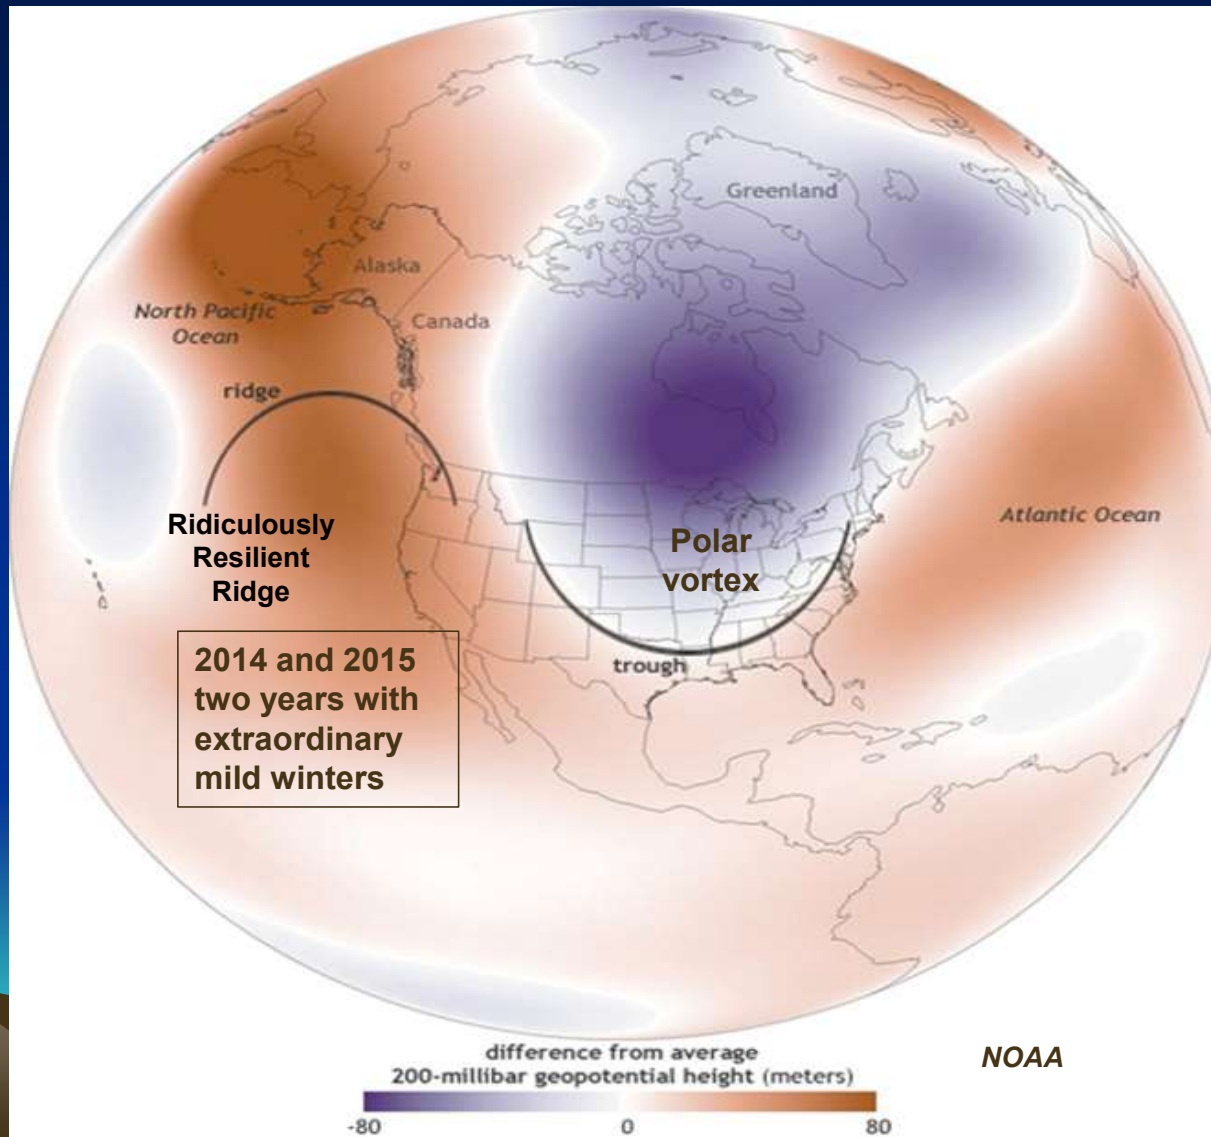 Greenland
Alaska
North Pacific
Ocean
Canada
ridge
Ridiculously
Resilient
Ridge
Atlantic Ocean
Polar
vortex
2014 and 2015
two years with
extraordinary
mild winters
trough
difference from average
200-millibar geopotential height (meters)
-80
0
80
NOAA